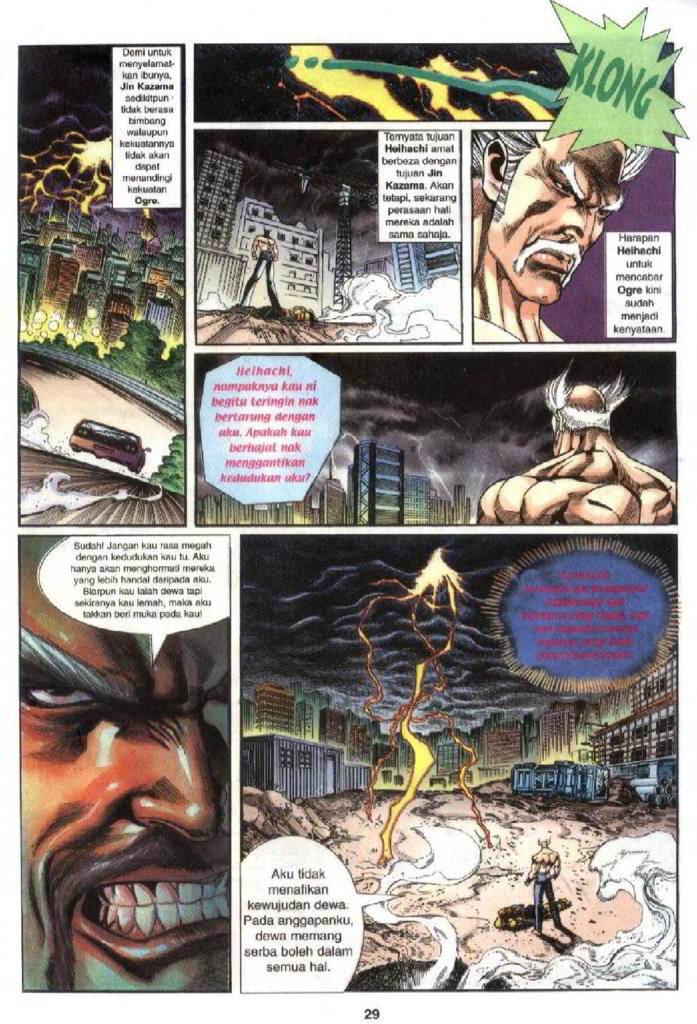 Demi untuk
menyelamat-
kan ibunya,
Jin Kazama
sedikitpun
tidak berasa
bimbang
walaupun
kekuatannya
tidak akan
dapat
menandingi
kekuatan
Ogre.
KLONG
Ternyata tujuan
Heihachi amat
berbeza dengan
tujuan Jin
Kazama. Akan
tetapi, sekarang
perasaan hati
mereka adalah
sama sahaja.
Harapan
Heihachi
untuk
mencabar
Ogre kini
sudah
menjadi
kenyataan.
Heihachi,
nampaknya kau ni
begitu teringin nak
bertarung dengan
aku. Apakah kau
berhajat nak
menggantikan
kedudukan aku?
Sudah! Jangan kau rasa megah
dengan kedudukan kau tu. Aku
hanya akan menghormati mereka
yang lebih handal daripada aku.
Biarpun kau ialah dewa tapi
sekiranya kau lemah, maka aku
takkan beri muka pada kau!
Aku tidak
menafikan
kewujudan dewa.
Pada anggapanku,
dewa memang
serba boleh dalam
semua hal.
29